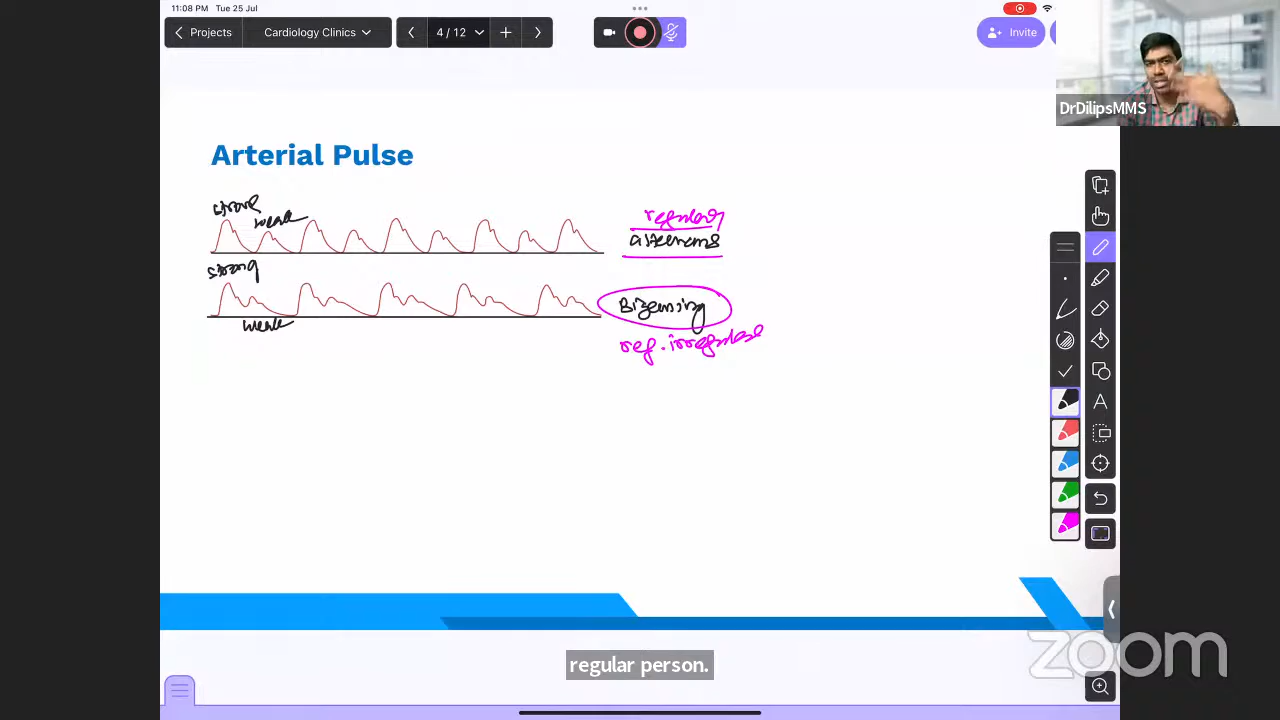 11:08 PM Tue 25 Jul
Projects
Cardiology Clinics
4 / 12
Invite
DrDilipsMMS
Arterial Pulse
strong
weak
regular
alternans
strong
weak
Bigeminy
reg. irregular
A
regular person.
zoom